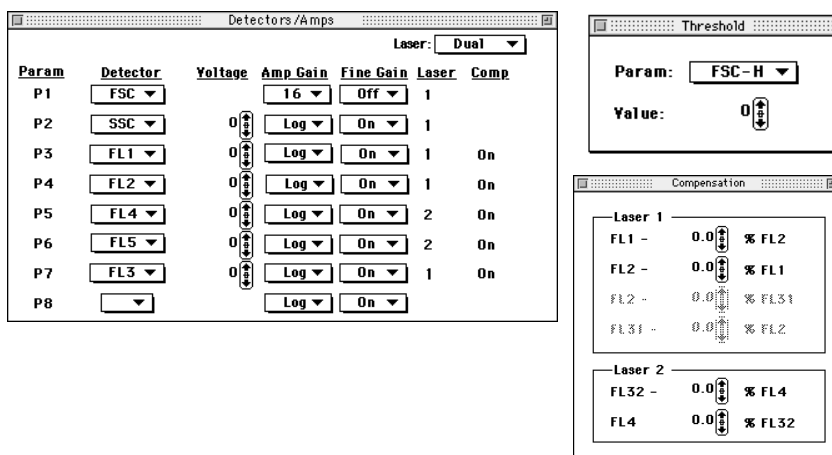 Detectors/Amps
Laser: Dual
Param Detector Voltage Amp Gain Fine Gain Laser Comp
P1 FSC 16 Off 1
P2 SSC 0 Log On 1
P3 FL1 0 Log On 1 On
P4 FL2 0 Log On 1 On
P5 FL4 0 Log On 2 On
P6 FL5 0 Log On 2 On
P7 FL3 0 Log On 1 On
P8 Log On
Threshold
Param: FSC-H
Value: 0
Compensation
Laser 1
FL1 - 0.0 % FL2
FL2 - 0.0 % FL1
FL2 - 0.0 % FL31
FL31 - 0.0 % FL2
Laser 2
FL32 - 0.0 % FL4
FL4 0.0 % FL32